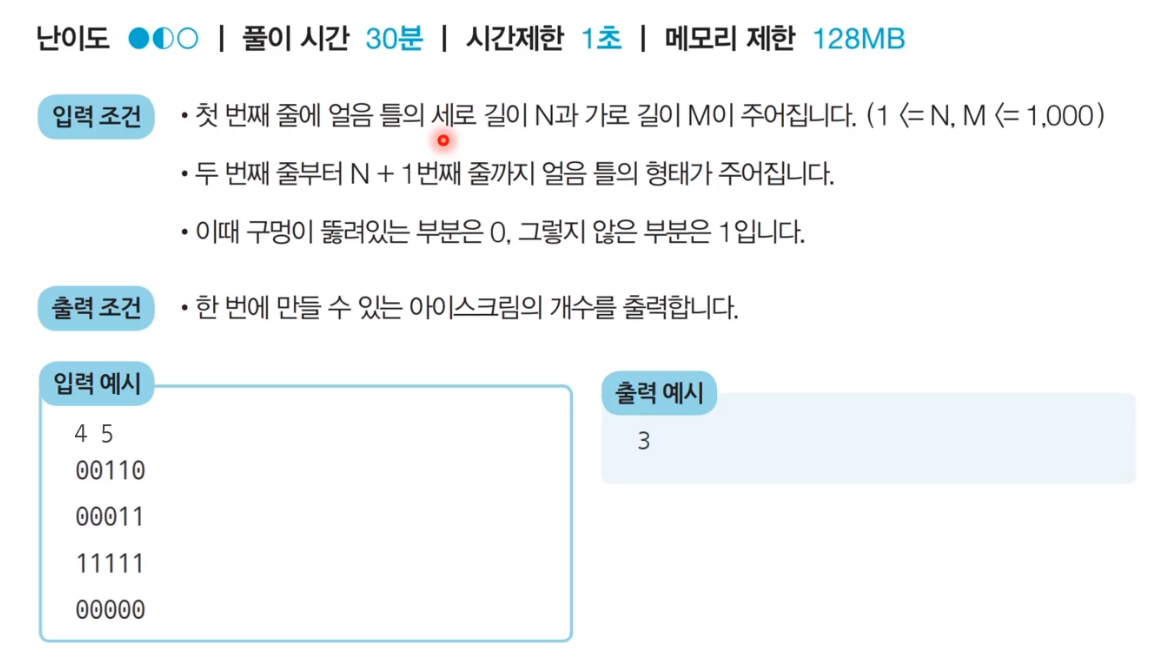 난이도 | 풀이 시간 30분 | 시간제한 1초 | 메모리 제한 128MB
입력 조건 • 첫 번째 줄에 얼음 틀의 세로 길이 N과 가로 길이 M이 주어집니다. (1 <= N, M <= 1,000)
• 두 번째 줄부터 N + 1번째 줄까지 얼음 틀의 형태가 주어집니다.
• 이때 구멍이 뚫려있는 부분은 0, 그렇지 않은 부분은 1입니다.
출력 조건 • 한 번에 만들 수 있는 아이스크림의 개수를 출력합니다.
입력 예시
4 5
00110
00011
11111
00000
출력 예시
3